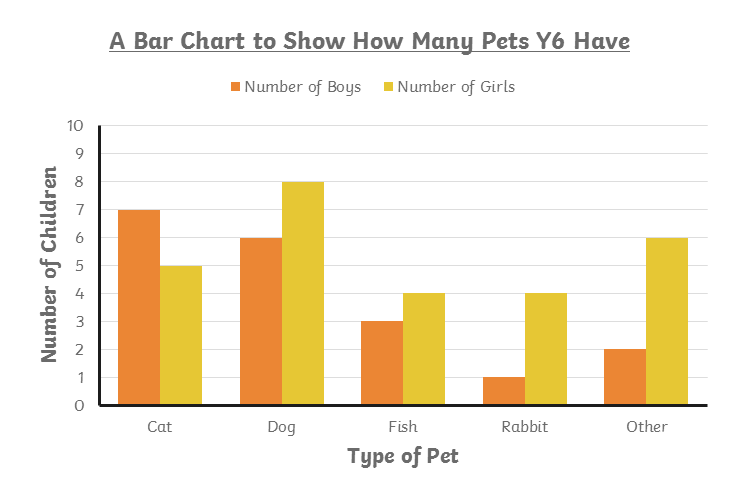 A Bar Chart to Show How Many Pets Y6 Have
Number of Boys Number of Girls
Number of Children
10
9
8
7
6
5
4
3
2
1
0
Cat Dog Fish Rabbit Other
Type of Pet